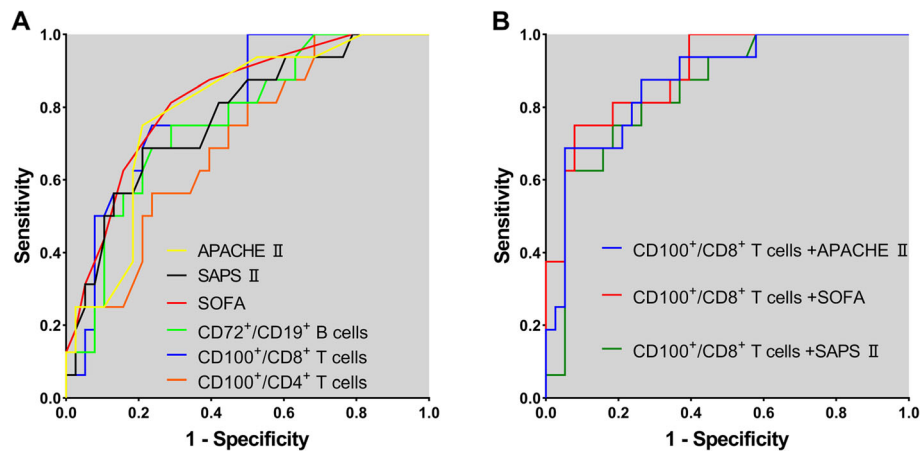 A
Sensitivity
1.0
0.8
0.6
0.4
0.2
0.0
APACHE Ⅱ
SAPS Ⅱ
SOFA
CD72⁺/CD19⁺ B cells
CD100⁺/CD8⁺ T cells
CD100⁺/CD4⁺ T cells
0.0 0.2 0.4 0.6 0.8 1.0
1 - Specificity
B
Sensitivity
1.0
0.8
0.6
0.4
0.2
0.0
CD100⁺/CD8⁺ T cells +APACHE Ⅱ
CD100⁺/CD8⁺ T cells +SOFA
CD100⁺/CD8⁺ T cells +SAPS Ⅱ
0.0 0.2 0.4 0.6 0.8 1.0
1 - Specificity